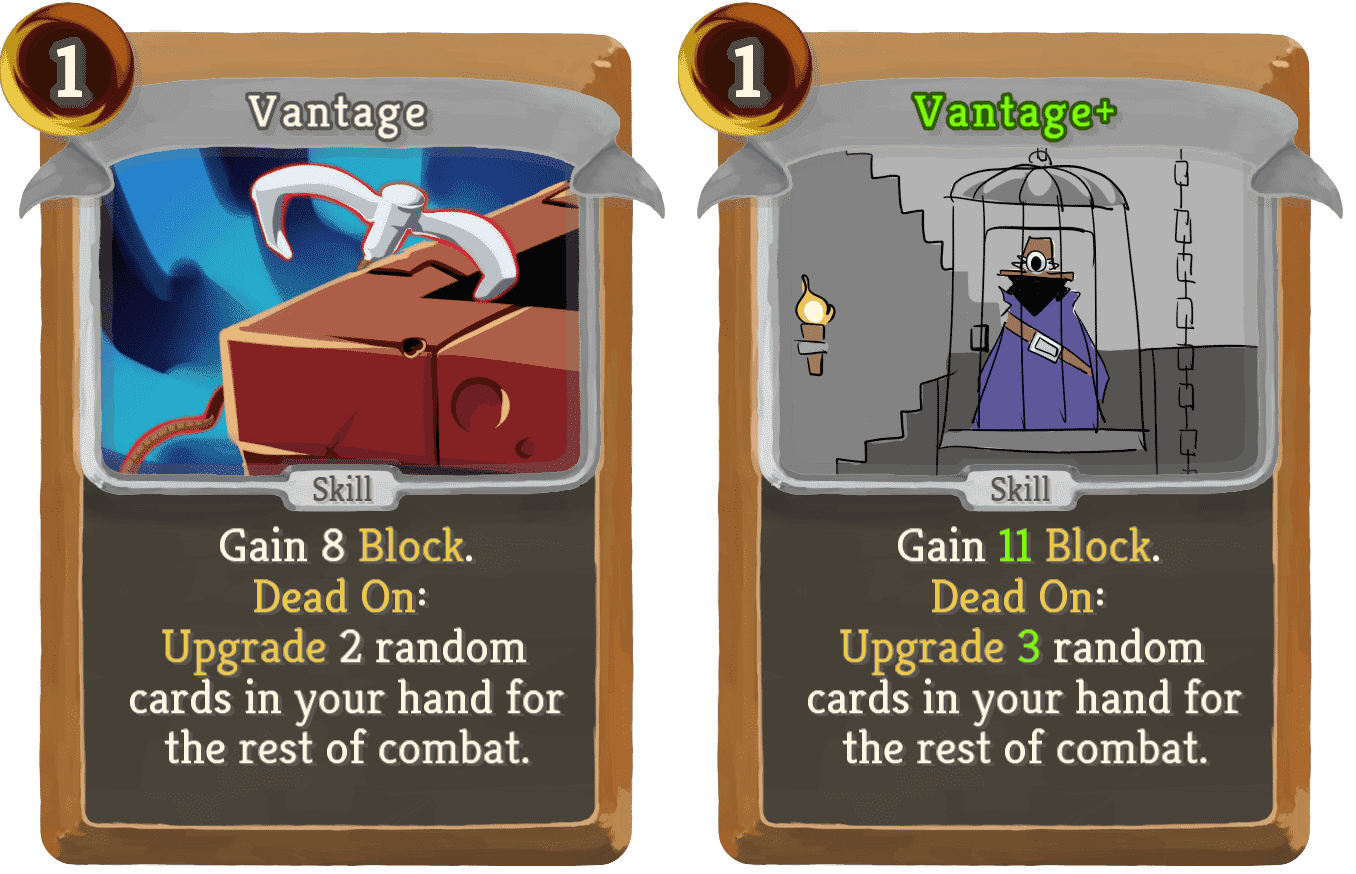 1
Vantage
Skill
Gain 8 Block.
Dead On:
Upgrade 2 random
cards in your hand for
the rest of combat.
1
Vantage+
Skill
Gain 11 Block.
Dead On:
Upgrade 3 random
cards in your hand for
the rest of combat.